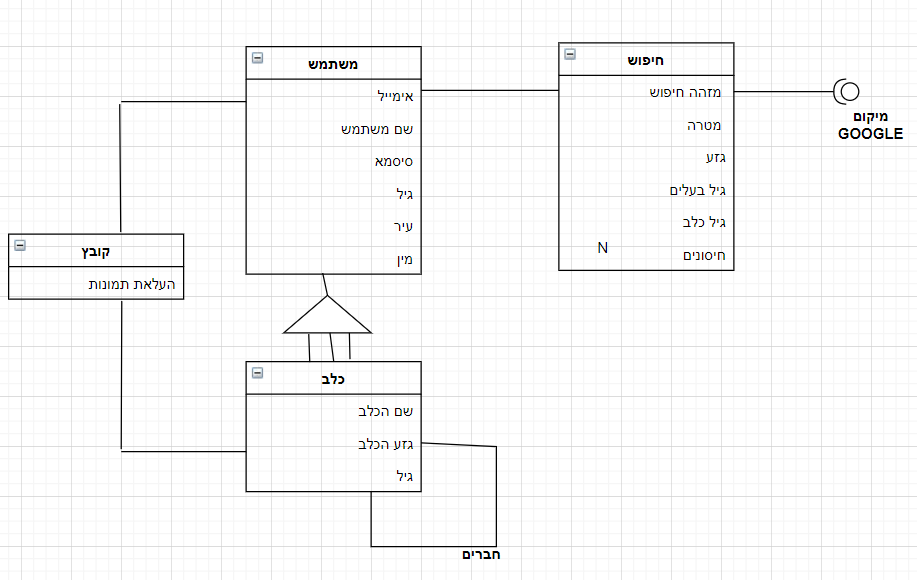 משתמש
אימייל
שם משתמש
סיסמא
גיל
עיר
מין
חיפוש
מזהה חיפוש
מטרה
גזע
גיל בעלים
גיל כלב
חיסונים
N
מיקום
GOOGLE
קובץ
העלאת תמונות
כלב
שם הכלב
גזע הכלב
גיל
חברים